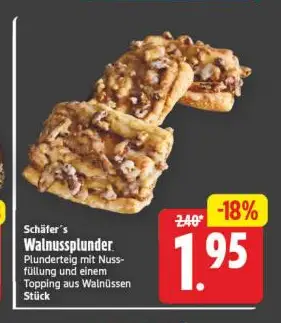 Schäfer´s
Walnussplunder
Plunderteig mit Nuss-
füllung und einem
Topping aus Walnüssen
Stück
-18%
2.40*
1.95